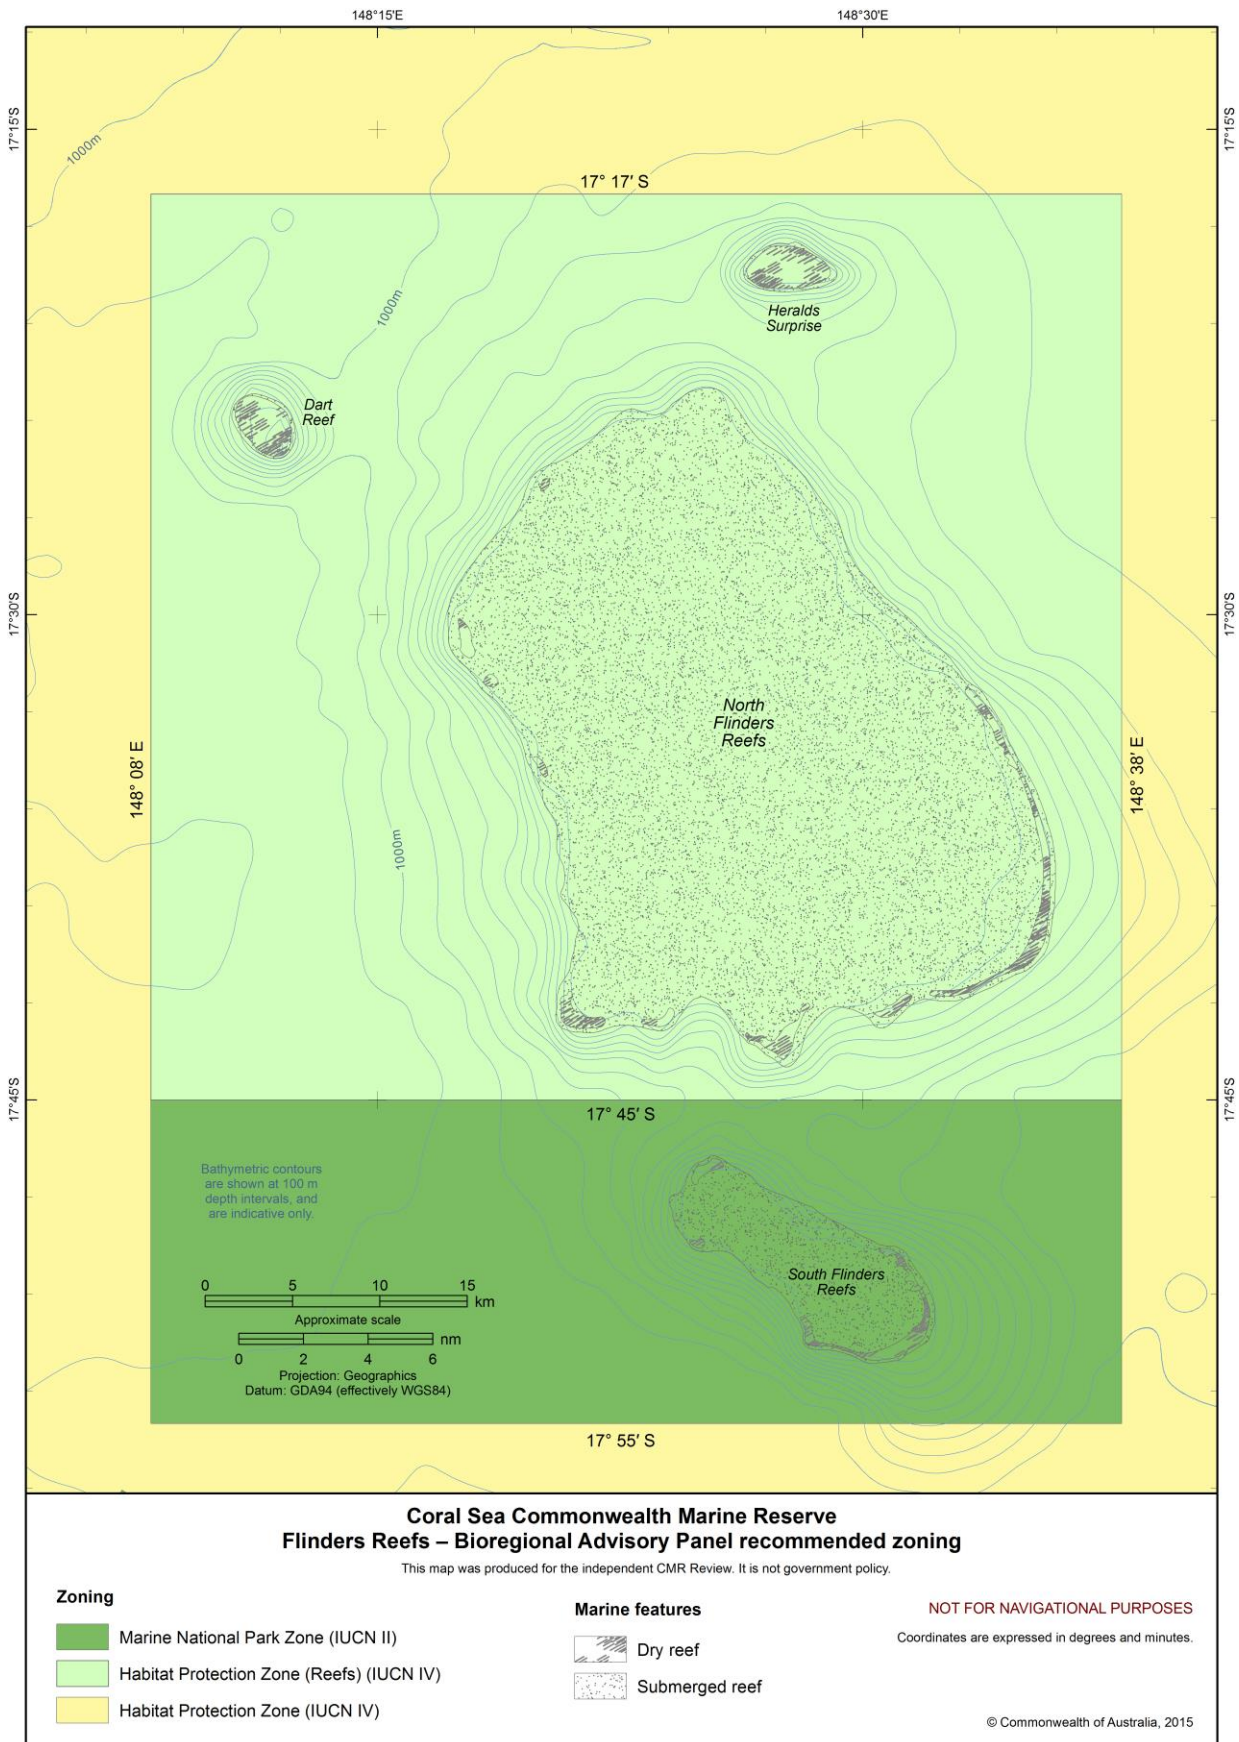 148°15'E
148°30'E
17°15'S
17°15'S
1000m
17° 17′ S
Heralds
Surprise
1000m
Dart
Reef
17°30'S
17°30'S
North
Flinders
Reefs
148° 08′ E
148° 38′ E
1000m
17°45'S
17°45'S
17° 45′ S
Bathymetric contours
are shown at 100 m
depth intervals, and
are indicative only.
South Flinders
Reefs
0 5 10 15
km
Approximate scale
nm
0 2 4 6
Projection: Geographics
Datum: GDA94 (effectively WGS84)
17° 55′ S
Coral Sea Commonwealth Marine Reserve
Flinders Reefs – Bioregional Advisory Panel recommended zoning
This map was produced for the independent CMR Review. It is not government policy.
Zoning
Marine National Park Zone (IUCN II)
Habitat Protection Zone (Reefs) (IUCN IV)
Habitat Protection Zone (IUCN IV)
Marine features
Dry reef
Submerged reef
NOT FOR NAVIGATIONAL PURPOSES
Coordinates are expressed in degrees and minutes.
© Commonwealth of Australia, 2015